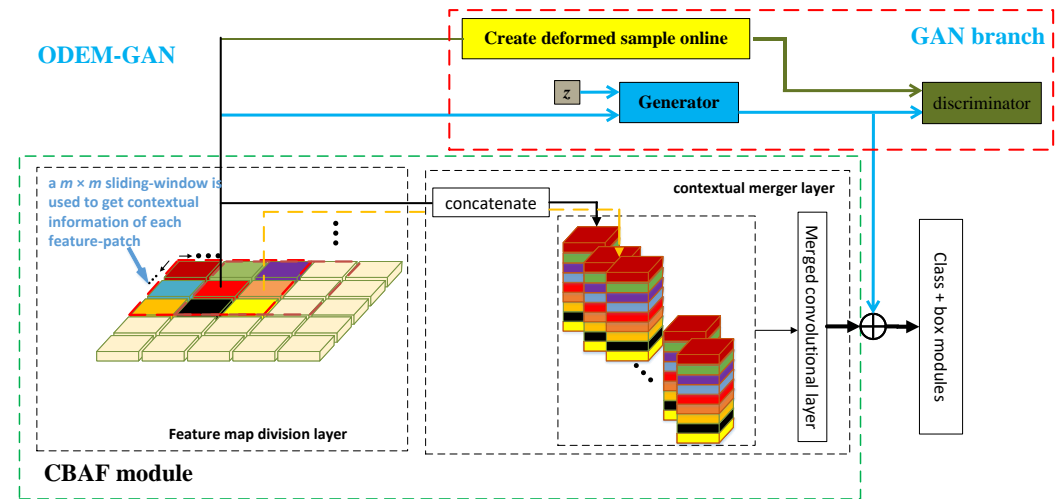 ODEM-GAN
Create deformed sample online
GAN branch
z
Generator
discriminator
a m × m sliding-window is
used to get contextual
information of each
feature-patch
contextual merger layer
concatenate
Merged convolutional
layer
Class + box modules
Feature map division layer
CBAF module